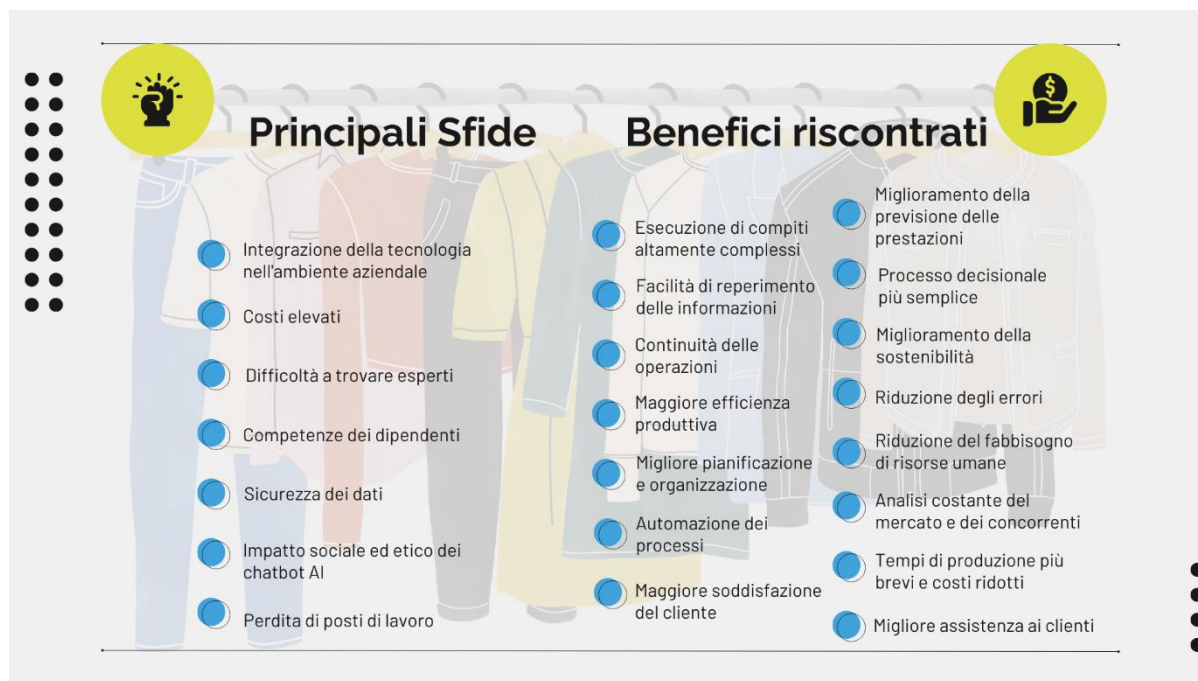 Principali Sfide
Integrazione della tecnologia
nell'ambiente aziendale
Costi elevati
Difficoltà a trovare esperti
Competenze dei dipendenti
Sicurezza dei dati
Impatto sociale ed etico dei
chatbot AI
Perdita di posti di lavoro
Benefici riscontrati
$
Esecuzione di compiti
altamente complessi
Facilità di reperimento
delle informazioni
Continuità delle
operazioni
Maggiore efficienza
produttiva
Migliore pianificazione
e organizzazione
Automazione dei
processi
Maggiore soddisfazione
del cliente
Miglioramento della
previsione delle
prestazioni
Processo decisionale
più semplice
Miglioramento della
sostenibilità
Riduzione degli errori
Riduzione del fabbisogno
di risorse umane
Analisi costante del
mercato e dei concorrenti
Tempi di produzione più
brevi e costi ridotti
Migliore assistenza ai clienti